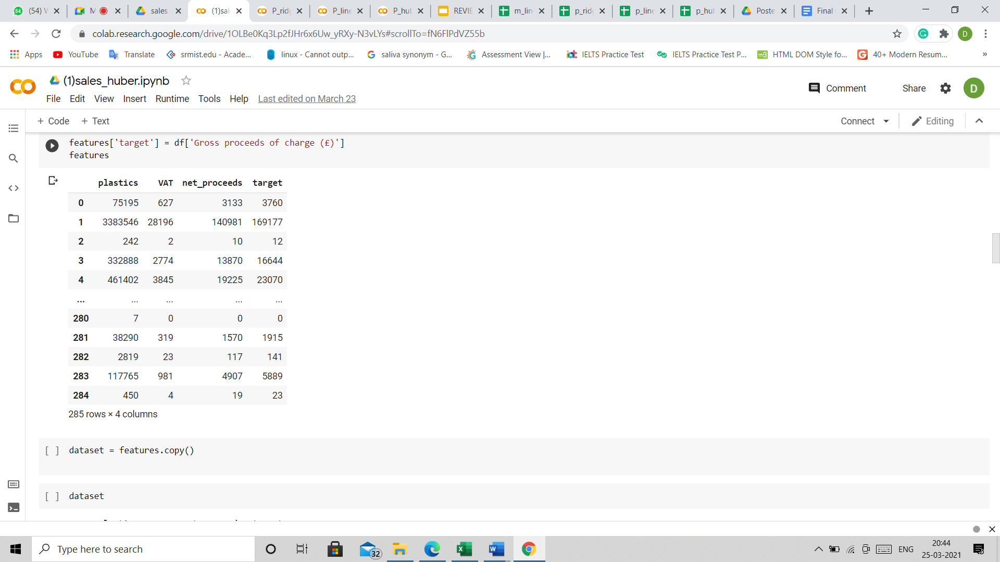 (54) W
M
sales
(1)sal
P_rid
P_line
P_hub
REVIE
m_lin
p_rid
p_line
p_hub
Poste
Final
colab.research.google.com/drive/1OLBe0Kq3Lp2fJHr6x6Uw_yRXy-N3vLYs#scrollTo=fN6FlPdVZ55b
D
Apps YouTube Translate srmist.edu - Acade... linux - Cannot outp... saliva synonym - G... Assessment View |... IELTS Practice Test IELTS Practice Test P... HTML DOM Style fo... 40+ Modern Resum... »
(1)sales_huber.ipynb
Comment Share D
File Edit View Insert Runtime Tools Help Last edited on March 23
+ Code + Text Connect Editing
features['target'] = df['Gross proceeds of charge (£)']
features
plastics VAT net_proceeds target
0 75195 627 3133 3760
1 3383546 28196 140981 169177
2 242 2 10 12
3 332888 2774 13870 16644
4 461402 3845 19225 23070
... ... ... ... ...
280 7 0 0 0
281 38290 319 1570 1915
282 2819 23 117 141
283 117765 981 4907 5889
284 450 4 19 23
285 rows × 4 columns
[ ] dataset = features.copy()
[ ] dataset
Type here to search
32
ENG
20:44
25-03-2021